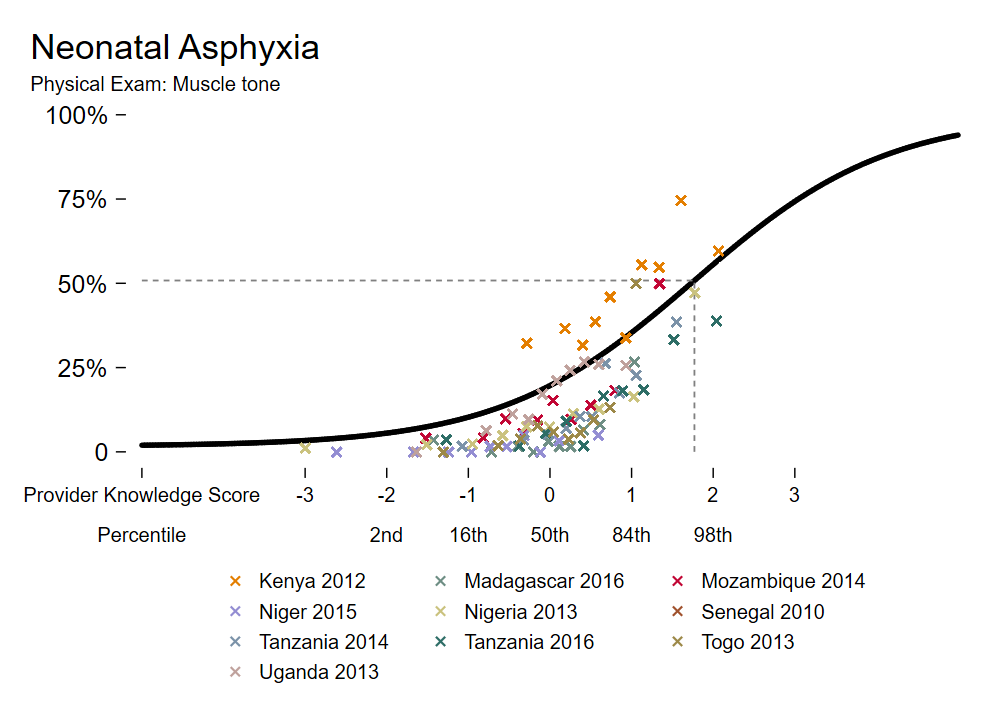 Neonatal Asphyxia
Physical Exam: Muscle tone
100%
75%
50%
25%
0
Provider Knowledge Score -3 -2 -1 0 1 2 3
Percentile 2nd 16th 50th 84th 98th
Kenya 2012 Madagascar 2016 Mozambique 2014
Niger 2015 Nigeria 2013 Senegal 2010
Tanzania 2014 Tanzania 2016 Togo 2013
Uganda 2013